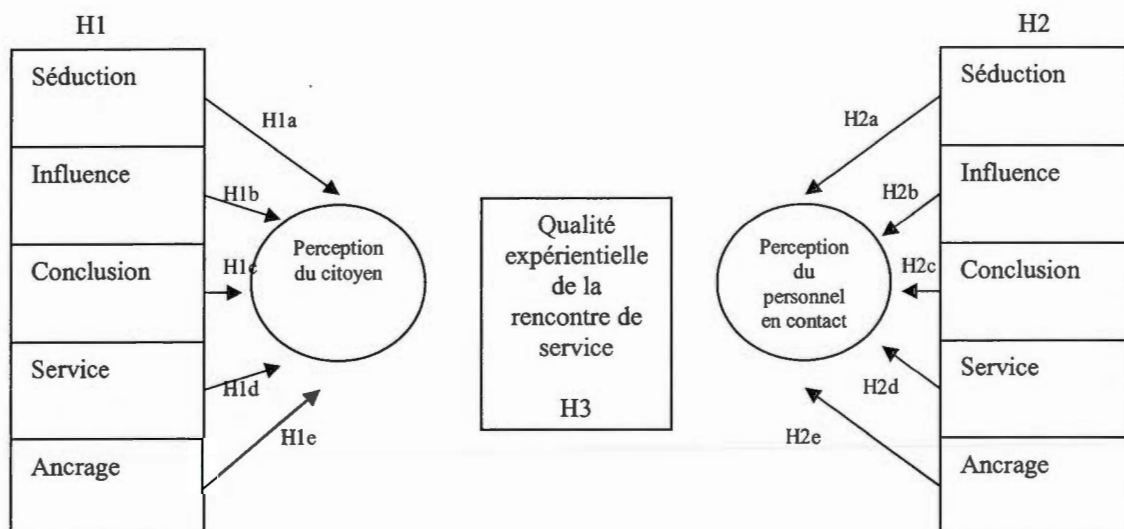 H1
Séduction
Influence
Conclusion
Service
Ancrage
H1a
H1b
H1c
H1d
H1e
Perception
du citoyen
Qualité
expérientielle
de la
rencontre de
service
H3
Perception
du
personnel
en contact
H2a
H2b
H2c
H2d
H2e
H2
Séduction
Influence
Conclusion
Service
Ancrage